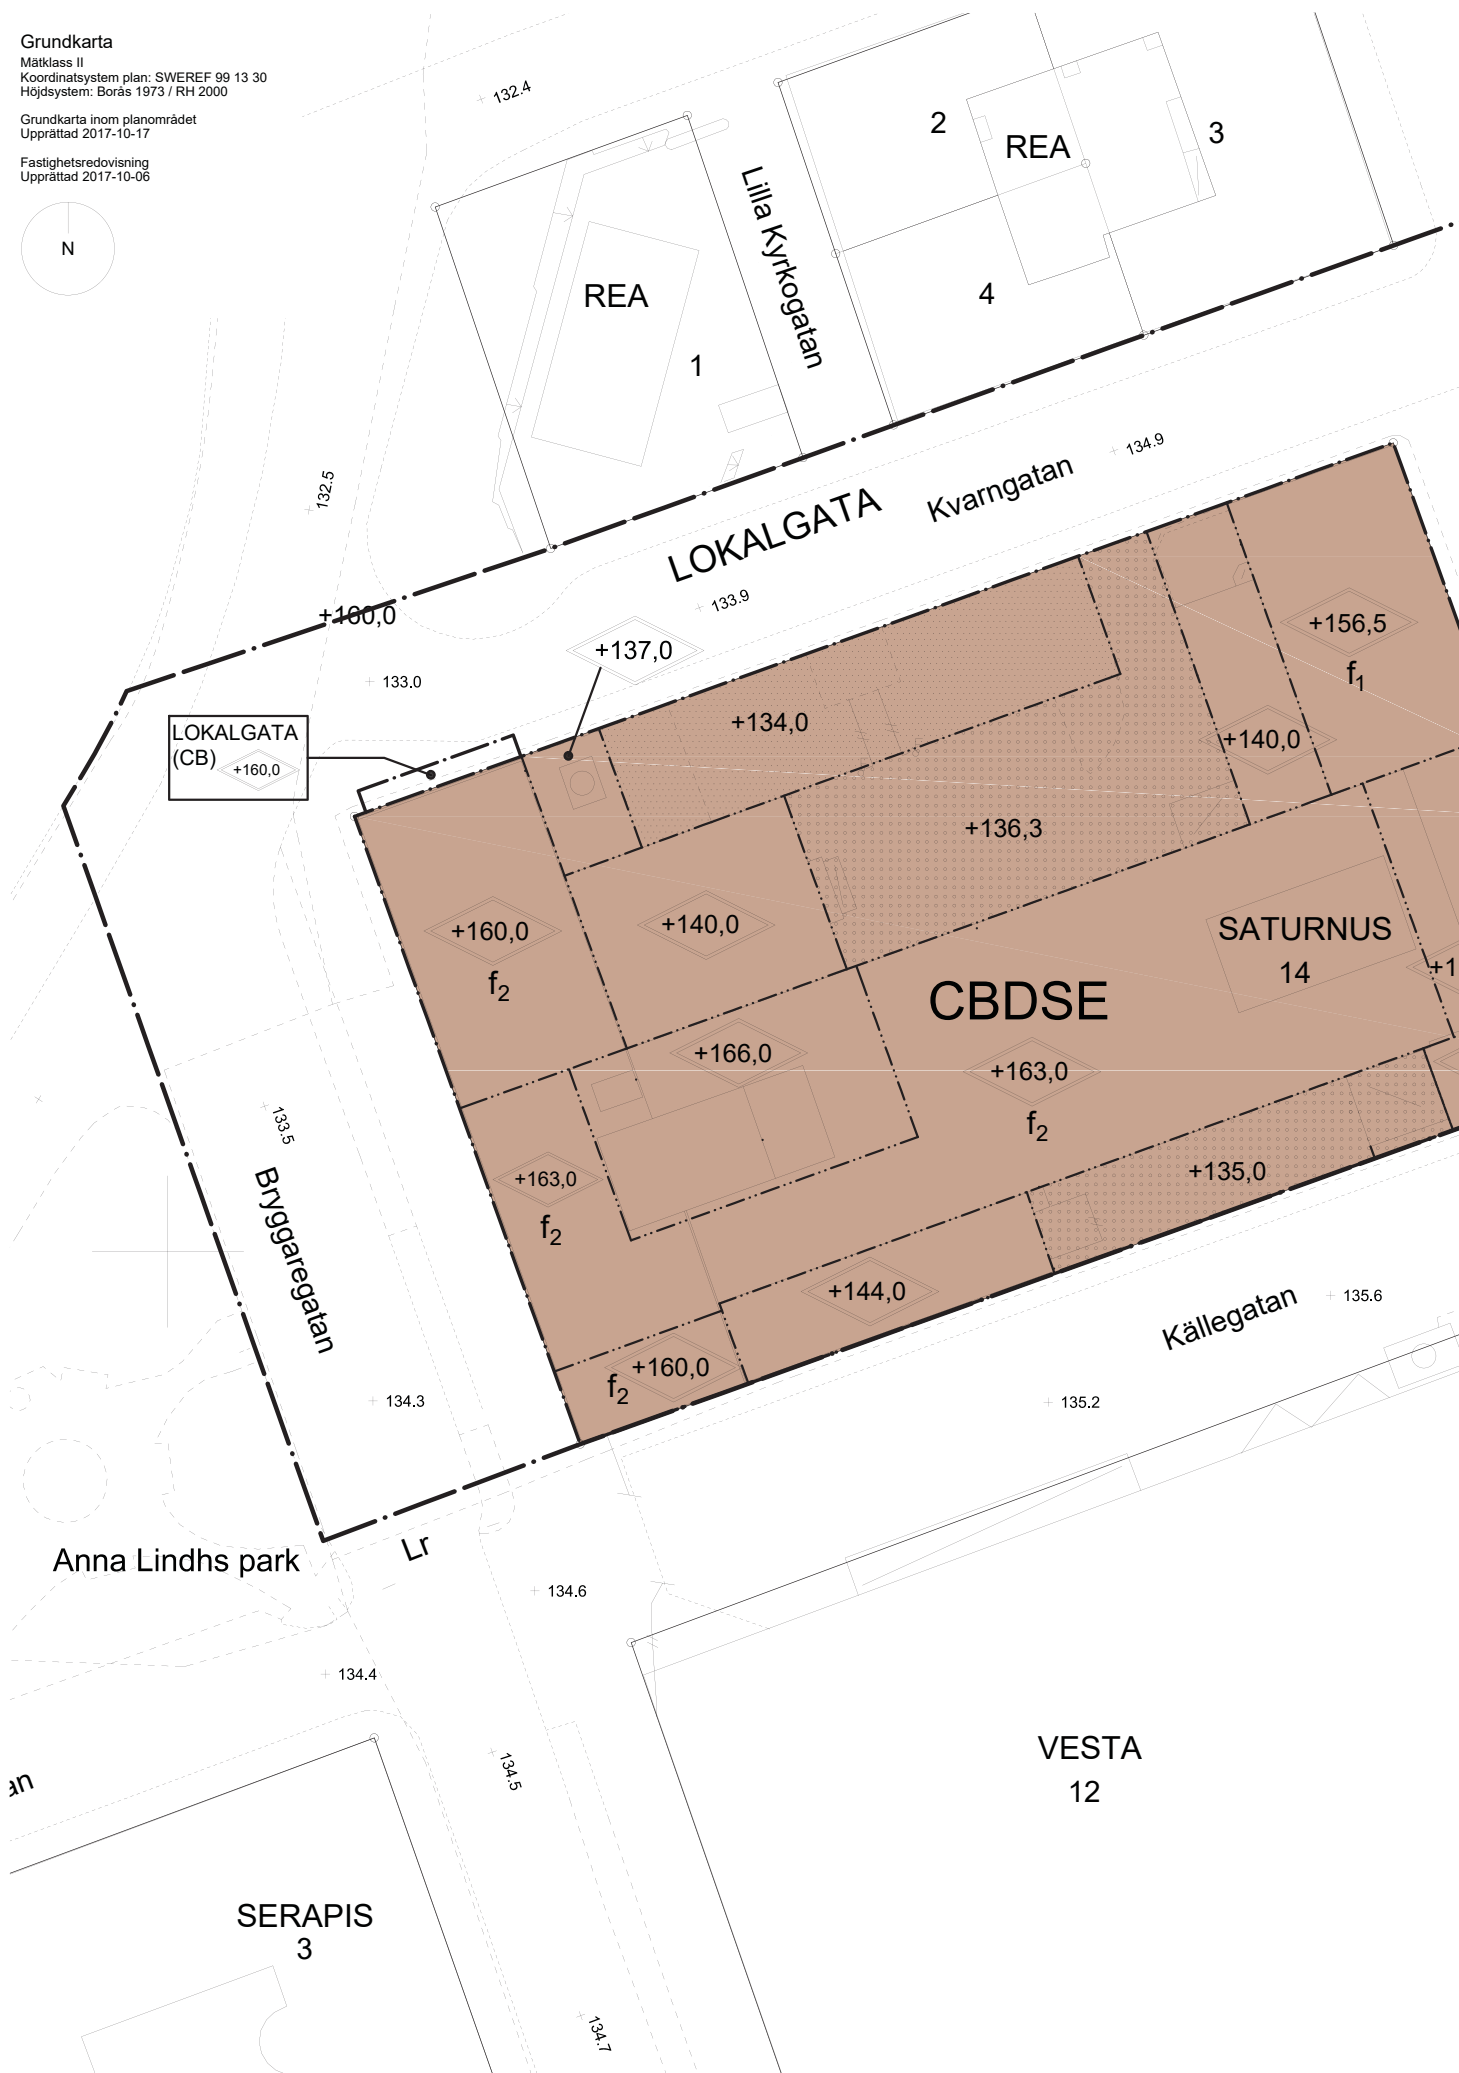 Grundkarta
Mätklass II
Koordinatsystem plan: SWEREF 99 13 30
Höjdsystem: Borås 1973 / RH 2000
Grundkarta inom planområdet
Upprättad 2017-10-17
Fastighetsredovisning
Upprättad 2017-10-06
N
132.4
2
REA
3
Lilla Kyrkogatan
REA
4
1
134.9
Kvarngatan
132.5
LOKALGATA
133.9
+160,0
+137,0
+156,5
f1
133.0
+134,0
LOKALGATA
(CB)
+160,0
+140,0
+136,3
+160,0
f2
+140,0
SATURNUS
14
+1
CBDSE
+166,0
+163,0
f2
133.5
+163,0
f2
+135,0
Bryggaregatan
+144,0
Källegatan
135.6
+160,0
f2
134.3
135.2
Lr
Anna Lindhs park
134.6
134.4
VESTA
12
134.5
an
SERAPIS
3
134.7